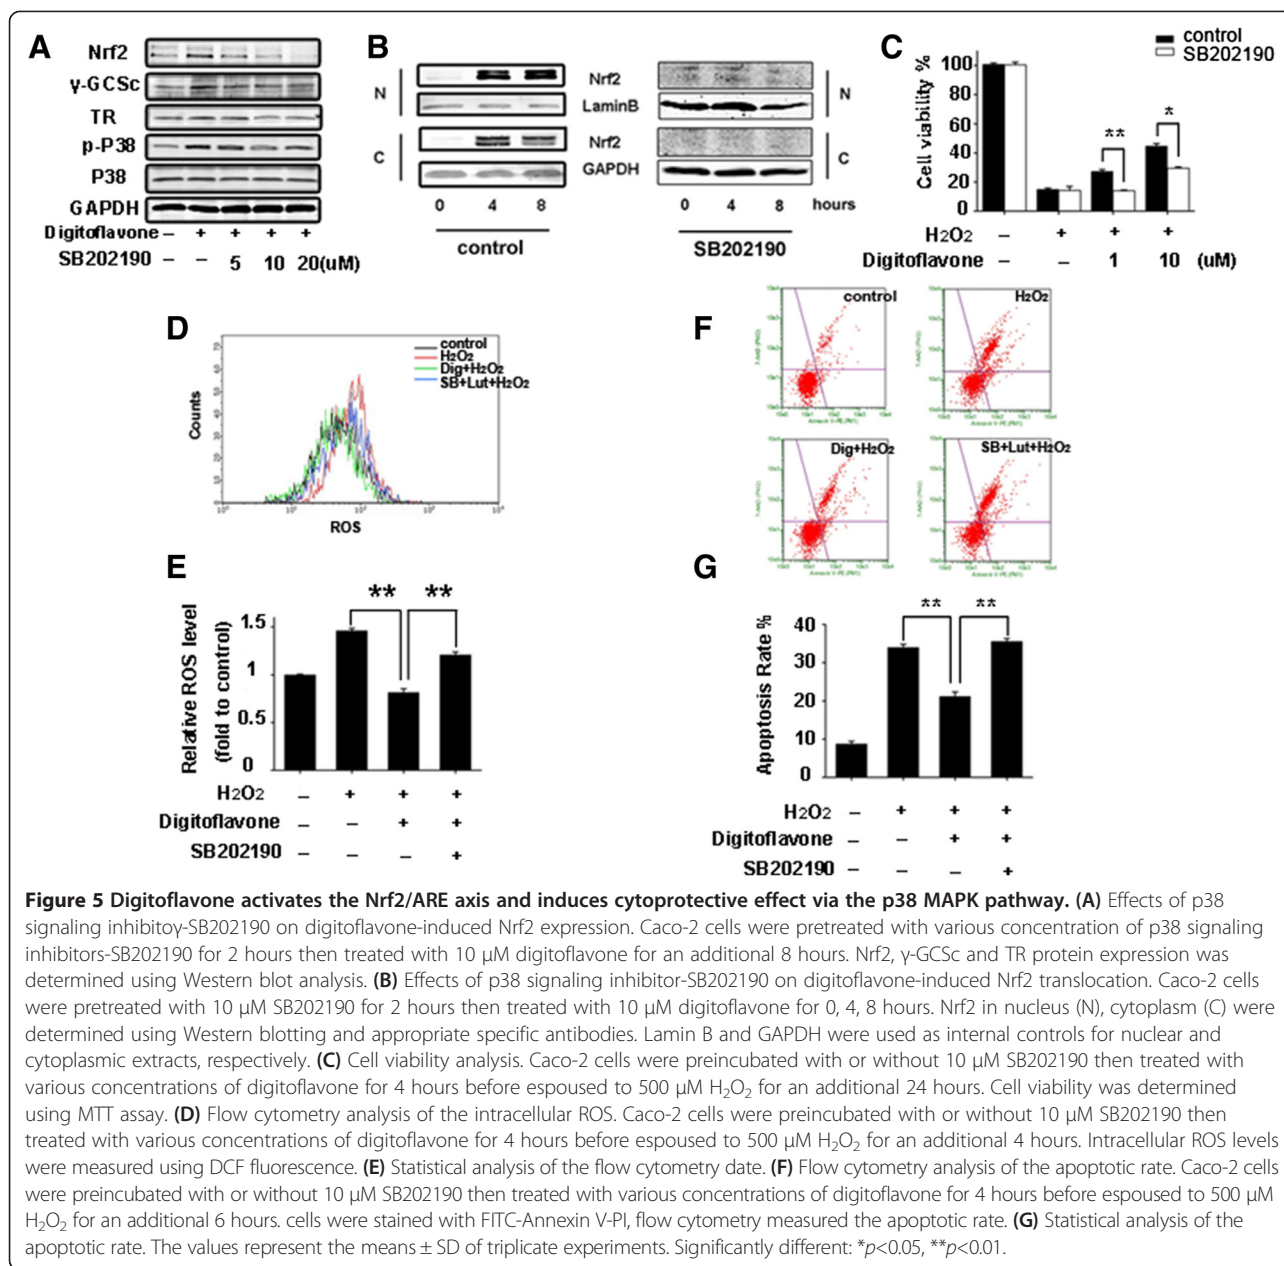 A
Nrf2
γ-GCSc
TR
p-P38
P38
GAPDH
Digitoflavone – + + + +
SB202190 – – 5 10 20(uM)
B
N
Nrf2
LaminB
N
C
Nrf2
GAPDH
C
0 4 8
0 4 8 hours
control
SB202190
C
control
SB202190
Cell viability %
100
80
60
40
20
0
**
*
H2O2 – + + +
Digitoflavone – – 1 10 (uM)
D
control
H2O2
Dig+H2O2
SB+Lut+H2O2
Counts
ROS
F
control
H2O2
Dig+H2O2
SB+Lut+H2O2
E
** **
Relative ROS level
(fold to control)
1.5
1
0.5
0
H2O2 – + + +
Digitoflavone – – + +
SB202190 – – – +
G
** **
Apoptosis Rate %
40
30
20
10
0
H2O2 – + + +
Digitoflavone – – + +
SB202190 – – – +
Figure 5 Digitoflavone activates the Nrf2/ARE axis and induces cytoprotective effect via the p38 MAPK pathway. (A) Effects of p38
signaling inhibitoγ-SB202190 on digitoflavone-induced Nrf2 expression. Caco-2 cells were pretreated with various concentration of p38 signaling
inhibitors-SB202190 for 2 hours then treated with 10 μM digitoflavone for an additional 8 hours. Nrf2, γ-GCSc and TR protein expression was
determined using Western blot analysis. (B) Effects of p38 signaling inhibitor-SB202190 on digitoflavone-induced Nrf2 translocation. Caco-2 cells
were pretreated with 10 μM SB202190 for 2 hours then treated with 10 μM digitoflavone for 0, 4, 8 hours. Nrf2 in nucleus (N), cytoplasm (C) were
determined using Western blotting and appropriate specific antibodies. Lamin B and GAPDH were used as internal controls for nuclear and
cytoplasmic extracts, respectively. (C) Cell viability analysis. Caco-2 cells were preincubated with or without 10 μM SB202190 then treated with
various concentrations of digitoflavone for 4 hours before espoused to 500 μM H₂O₂ for an additional 24 hours. Cell viability was determined
using MTT assay. (D) Flow cytometry analysis of the intracellular ROS. Caco-2 cells were preincubated with or without 10 μM SB202190 then
treated with various concentrations of digitoflavone for 4 hours before espoused to 500 μM H₂O₂ for an additional 4 hours. Intracellular ROS levels
were measured using DCF fluorescence. (E) Statistical analysis of the flow cytometry date. (F) Flow cytometry analysis of the apoptotic rate. Caco-2 cells
were preincubated with or without 10 μM SB202190 then treated with various concentrations of digitoflavone for 4 hours before espoused to 500 μM
H₂O₂ for an additional 6 hours. cells were stained with FITC-Annexin V-PI, flow cytometry measured the apoptotic rate. (G) Statistical analysis of the
apoptotic rate. The values represent the means ± SD of triplicate experiments. Significantly different: *p<0.05, **p<0.01.